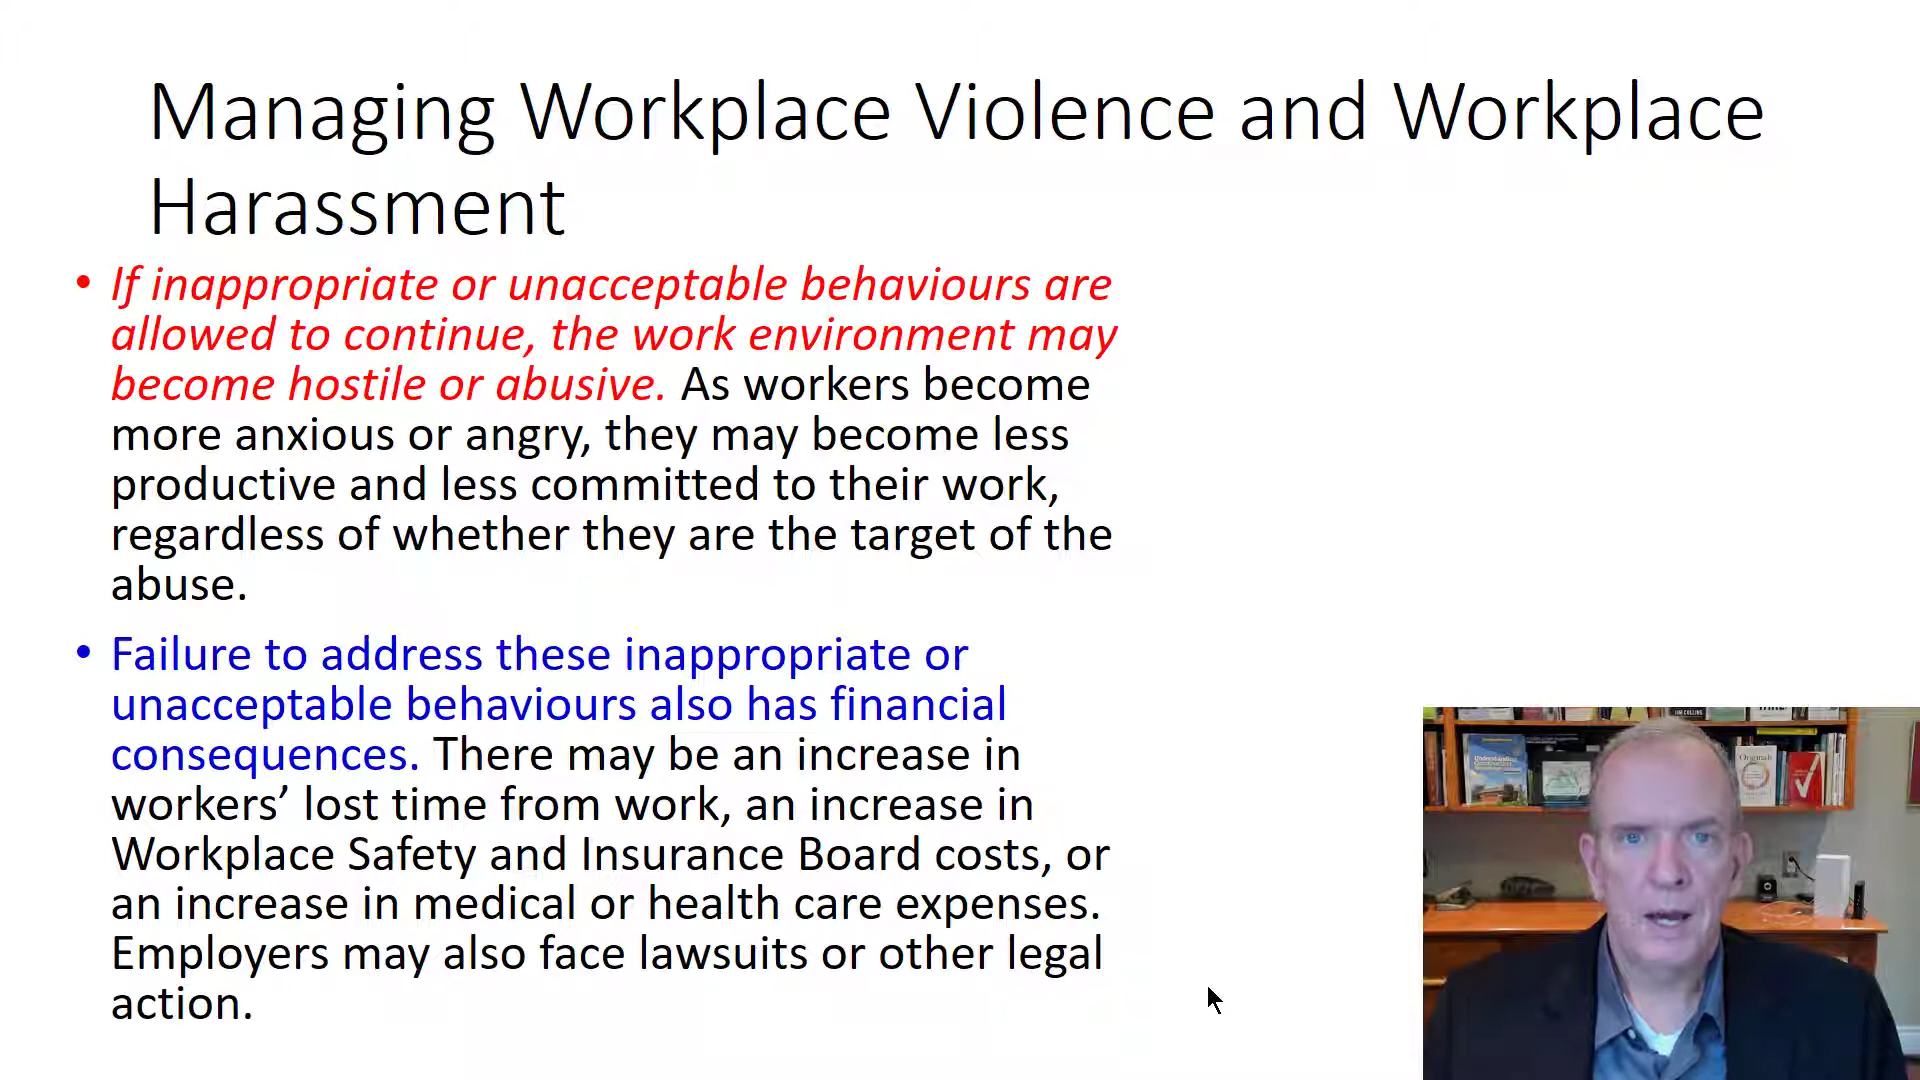 Managing Workplace Violence and Workplace
Harassment
• If inappropriate or unacceptable behaviours are
allowed to continue, the work environment may
become hostile or abusive. As workers become
more anxious or angry, they may become less
productive and less committed to their work,
regardless of whether they are the target of the
abuse.
• Failure to address these inappropriate or
unacceptable behaviours also has financial
consequences. There may be an increase in
workers’ lost time from work, an increase in
Workplace Safety and Insurance Board costs, or
an increase in medical or health care expenses.
Employers may also face lawsuits or other legal
action.
JIM COLLINS
Understanding
Originals